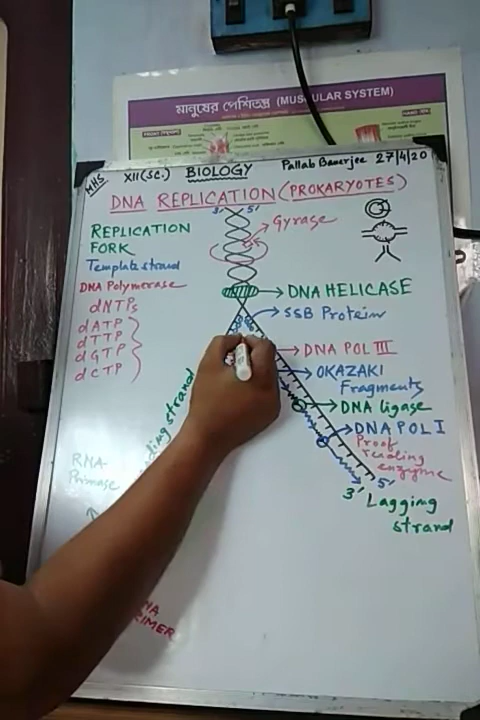 মানুষের পেশিতন্ত্র (MUSCULAR SYSTEM)
MHS
XII(SC.) BIOLOGY Pallab Banerjee 27/4/20
DNA REPLICATION (PROKARYOTES)
3' 5'
Gyrase
REPLICATION
FORK
Template strand
DNA Polymerase
dNTPs
dATP
dTTP
dGTP
dCTP
DNA HELICASE
SSB Protein
DNA POL III
OKAZAKI
Fragments
DNA ligase
DNA POL I
Proof
reading
enzyme
5'
3' Lagging
strand
strand
RNA-
Primase